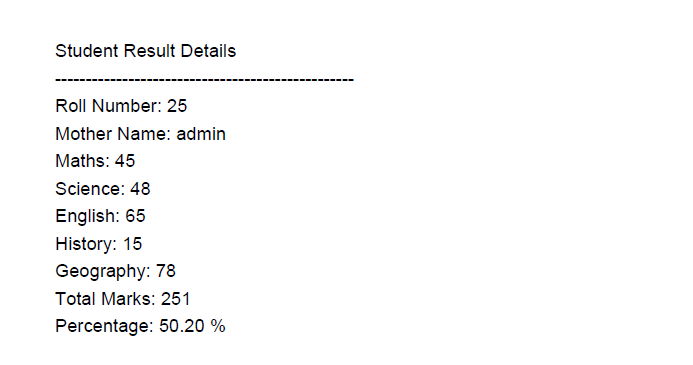 Student Result Details
-------------------------------------------------
Roll Number: 25
Mother Name: admin
Maths: 45
Science: 48
English: 65
History: 15
Geography: 78
Total Marks: 251
Percentage: 50.20 %